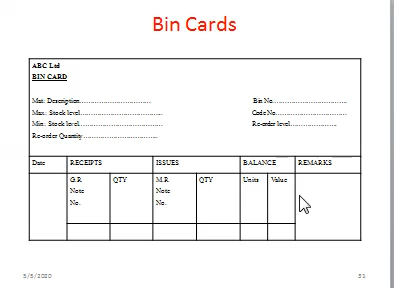 Bin Cards
ABC Ltd
BIN CARD
Mat: Description................................ Bin No..................................
Max: Stock level..................................... Code No................................
Min: Stock level..................................... Re-order level.....................
Re-order Quantity.................................
Date RECEIPTS ISSUES BALANCE REMARKS
G.R. QTY M.R. QTY Units Value
Note Note
No. No.
5/5/2020 51